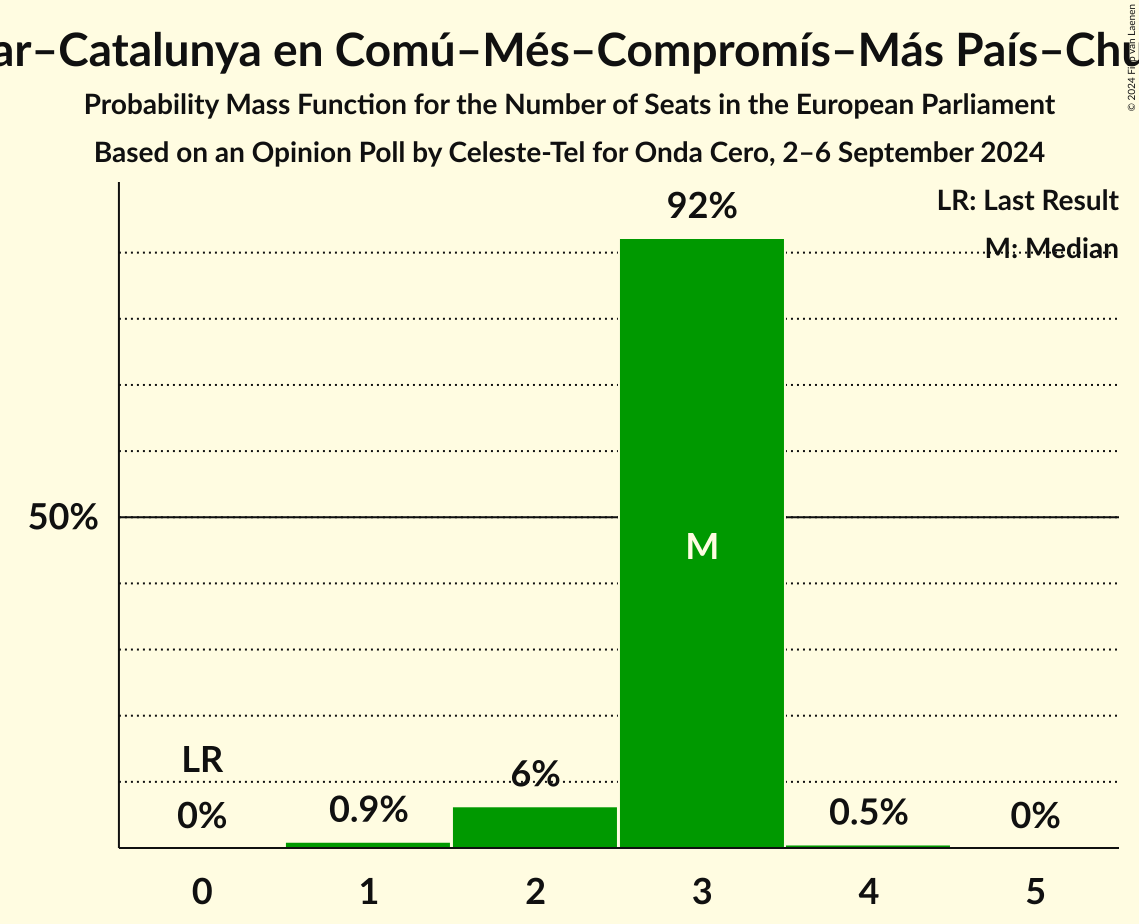 ar–Catalunya en Comú–Més–Compromís–Más País–Chu
Probability Mass Function for the Number of Seats in the European Parliament
Based on an Opinion Poll by Celeste-Tel for Onda Cero, 2–6 September 2024
© 2024 Filip van Laenen
LR: Last Result
M: Median
92%
50%
M
LR
6%
0%
0.9%
0.5%
0%
0 1 2 3 4 5